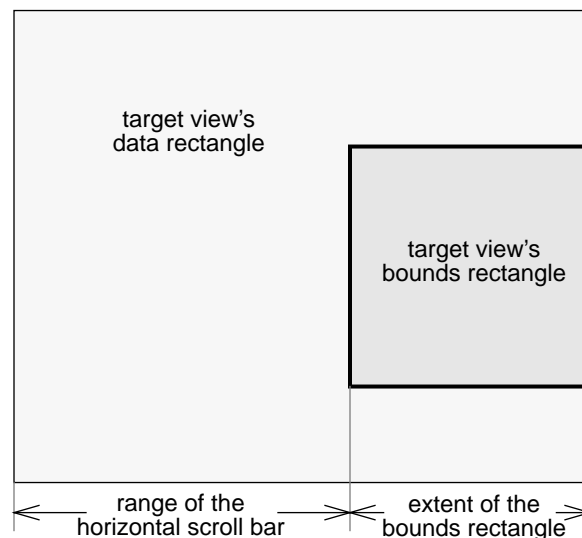 target view's
data rectangle
target view's
bounds rectangle
range of the
horizontal scroll bar
extent of the
bounds rectangle